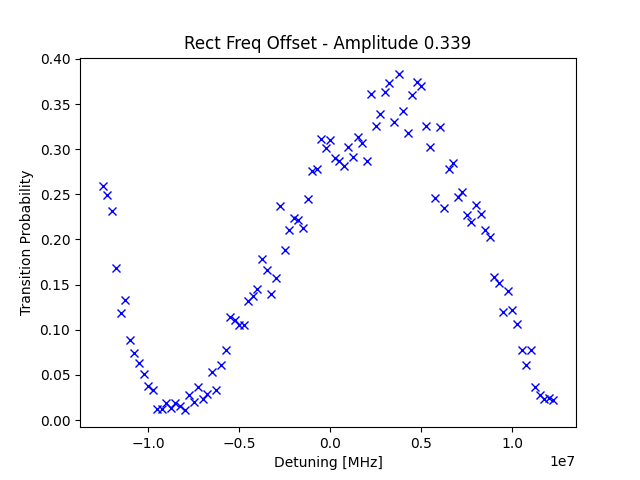 Rect Freq Offset - Amplitude 0.339
Transition Probability
0.40
0.35
0.30
0.25
0.20
0.15
0.10
0.05
0.00
−1.0 −0.5 0.0 0.5 1.0
1e7
Detuning [MHz]